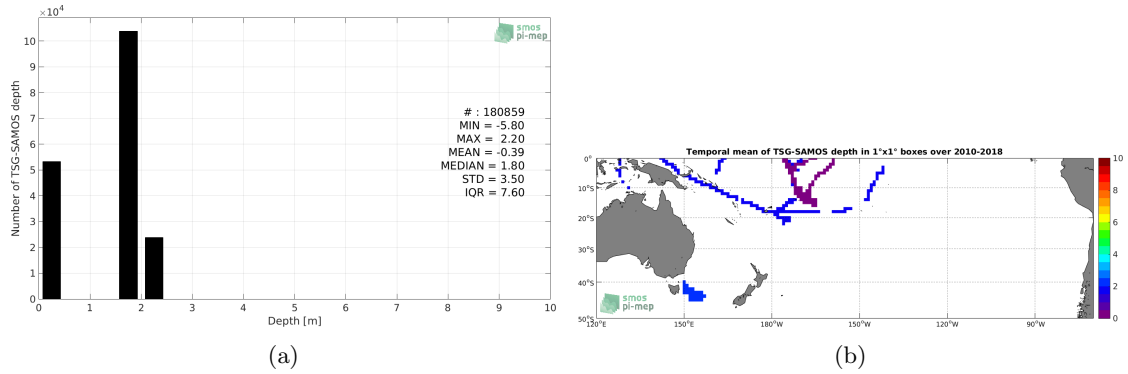 ×10⁴
10
9
8
7
6
5
4
3
2
1
0
Number of TSG-SAMOS depth
smos
pi-mep
# : 180859
MIN = -5.80
MAX = 2.20
MEAN = -0.39
MEDIAN = 1.80
STD = 3.50
IQR = 7.60
0 1 2 3 4 5 6 7 8 9 10
Depth [m]
(a)
Temporal mean of TSG-SAMOS depth in 1°x1° boxes over 2010-2018
0°
10°S
20°S
30°S
40°S
50°S
smos
pi-mep
120°E 150°E 180°W 150°W 120°W 90°W
10
8
6
4
2
0
(b)